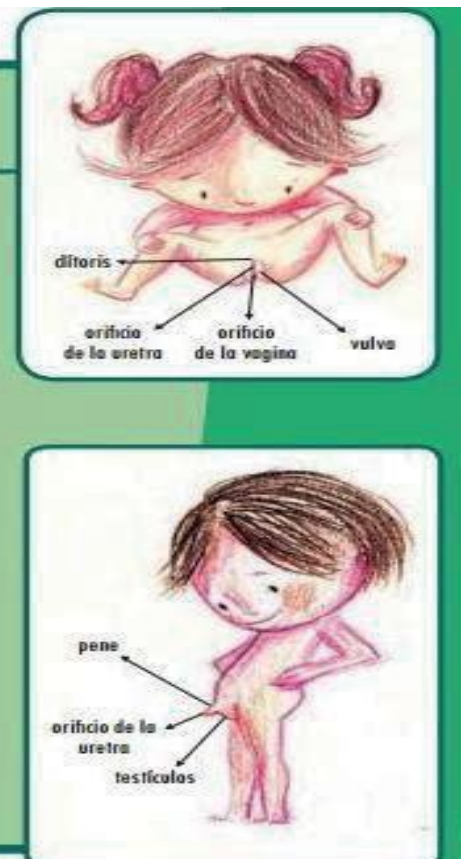 clítoris
orificio
de la uretra
orificio
de la vagina
vulva
pene
orificio de la
uretra
testículos